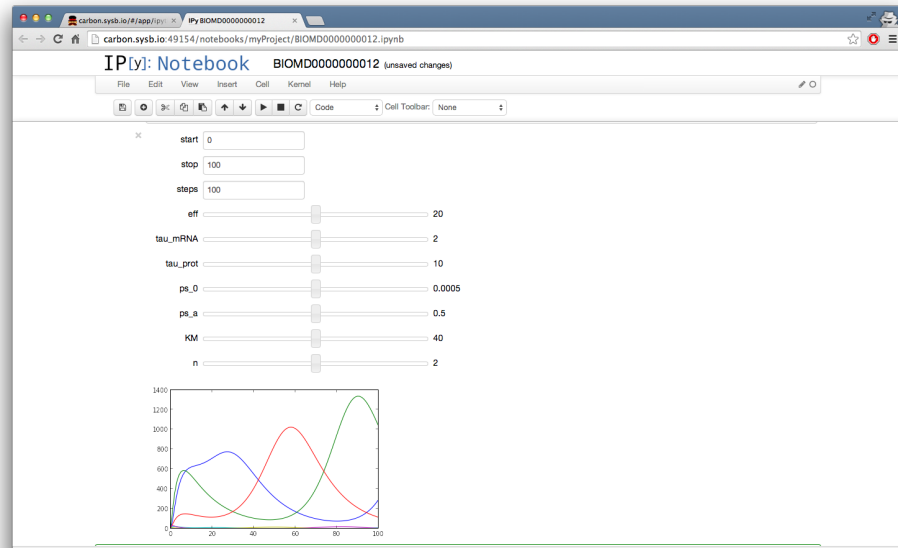 carbon.sysb.io/#/app/ipy
IPy BIOMD0000000012
carbon.sysb.io:49154/notebooks/myProject/BIOMD0000000012.ipynb
IP[y]: Notebook BIOMD0000000012 (unsaved changes)
File Edit View Insert Cell Kernel Help
Code Cell Toolbar: None
start 0
stop 100
steps 100
eff 20
tau_mRNA 2
tau_prot 10
ps_0 0.0005
ps_a 0.5
KM 40
n 2
1400
1200
1000
800
600
400
200
0
0 20 40 60 80 100